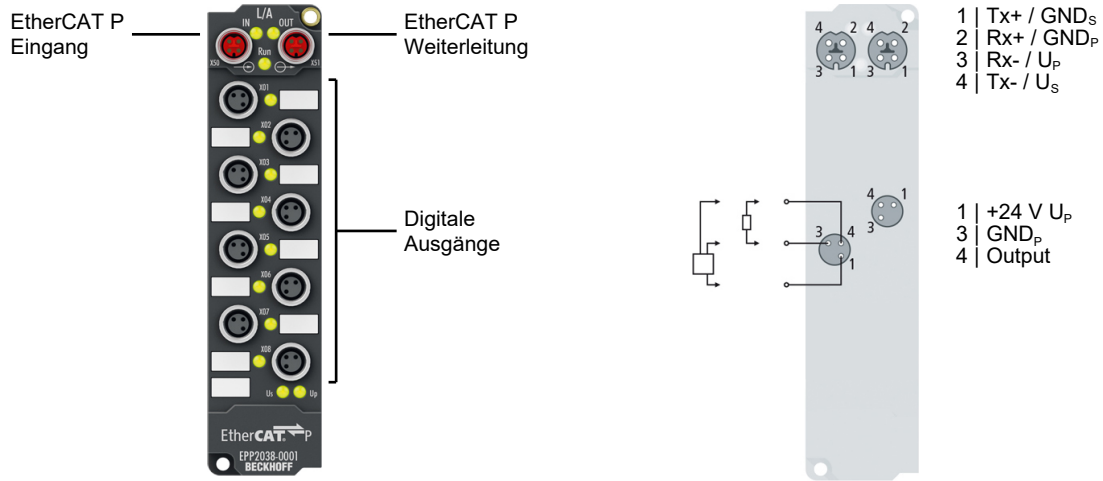 EtherCAT P
Eingang
L/A
IN OUT
Run
X50 X51
EtherCAT P
Weiterleitung
X01
X02
X03
X04
X05
X06
X07
X08
Us Up
Digitale
Ausgänge
EtherCAT P
EPP2038-0001
BECKHOFF
4 2 4 2
3 1 3 1
1 | Tx+ / GNDS
2 | Rx+ / GNDP
3 | Rx- / UP
4 | Tx- / US
4 1
3
3 4
1
1 | +24 V UP
3 | GNDP
4 | Output